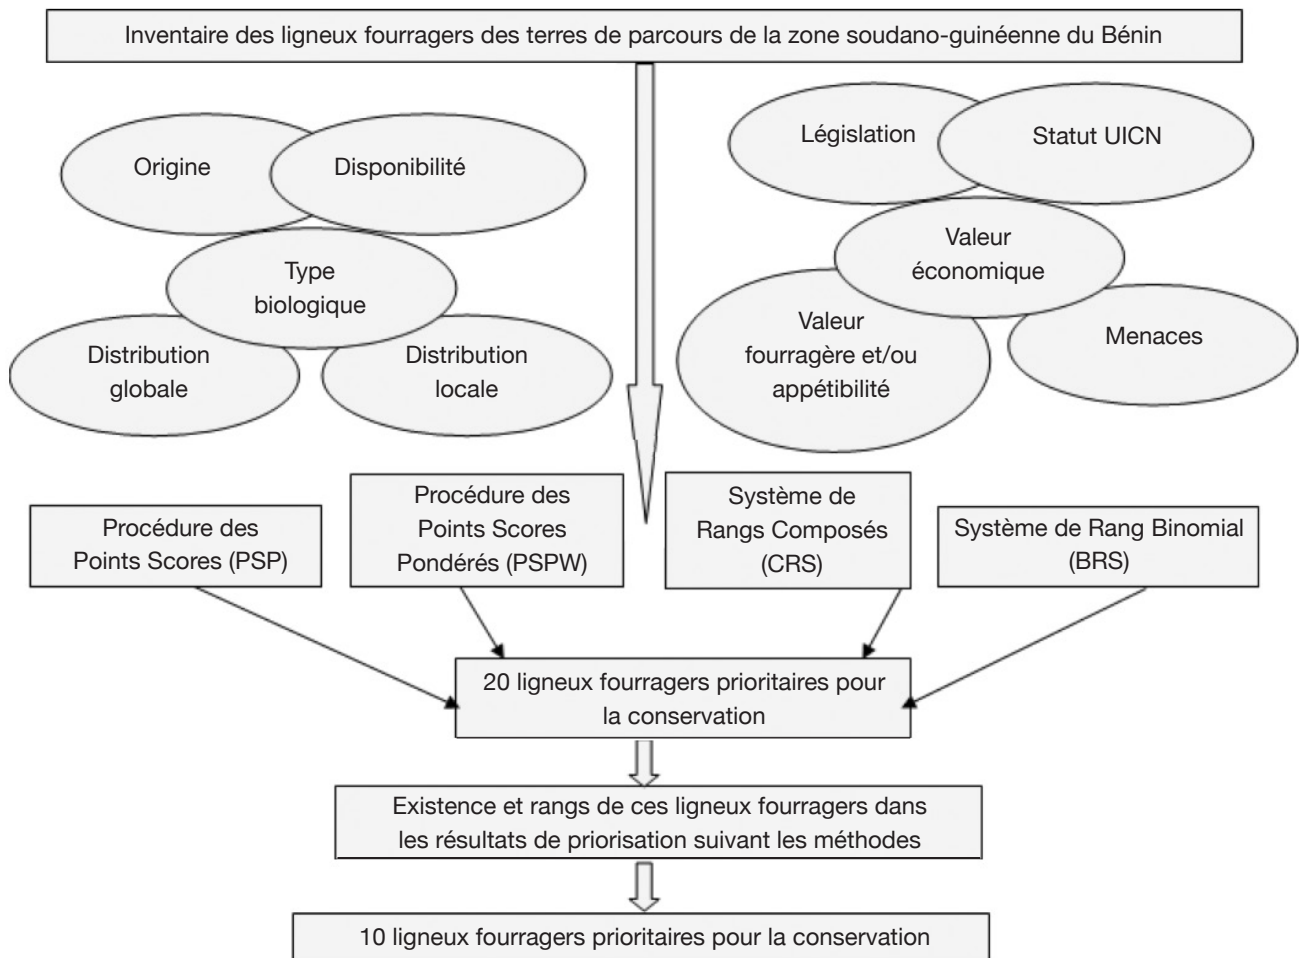 Inventaire des ligneux fourragers des terres de parcours de la zone soudano-guinéenne du Bénin
Origine
Disponibilité
Type
biologique
Distribution
globale
Distribution
locale
Législation
Statut UICN
Valeur
économique
Valeur
fourragère et/ou
appétibilité
Menaces
Procédure des
Points Scores (PSP)
Procédure des
Points Scores
Pondérés (PSPW)
Système de
Rangs Composés
(CRS)
Système de Rang Binomial
(BRS)
20 ligneux fourragers prioritaires pour
la conservation
Existence et rangs de ces ligneux fourragers dans
les résultats de priorisation suivant les méthodes
10 ligneux fourragers prioritaires pour la conservation